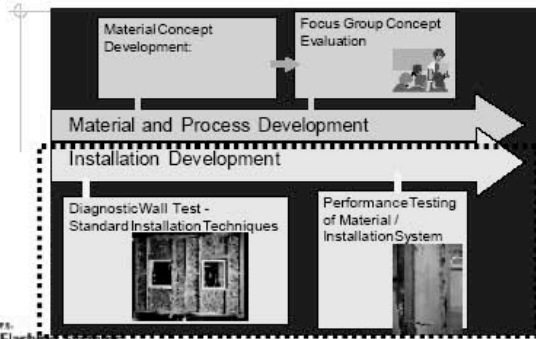 Material Concept
Development:
Focus Group Concept
Evaluation
Material and Process Development
Installation Development
Diagnostic Wall Test -
Standard Installation Techniques
Performance Testing
of Material /
Installation System